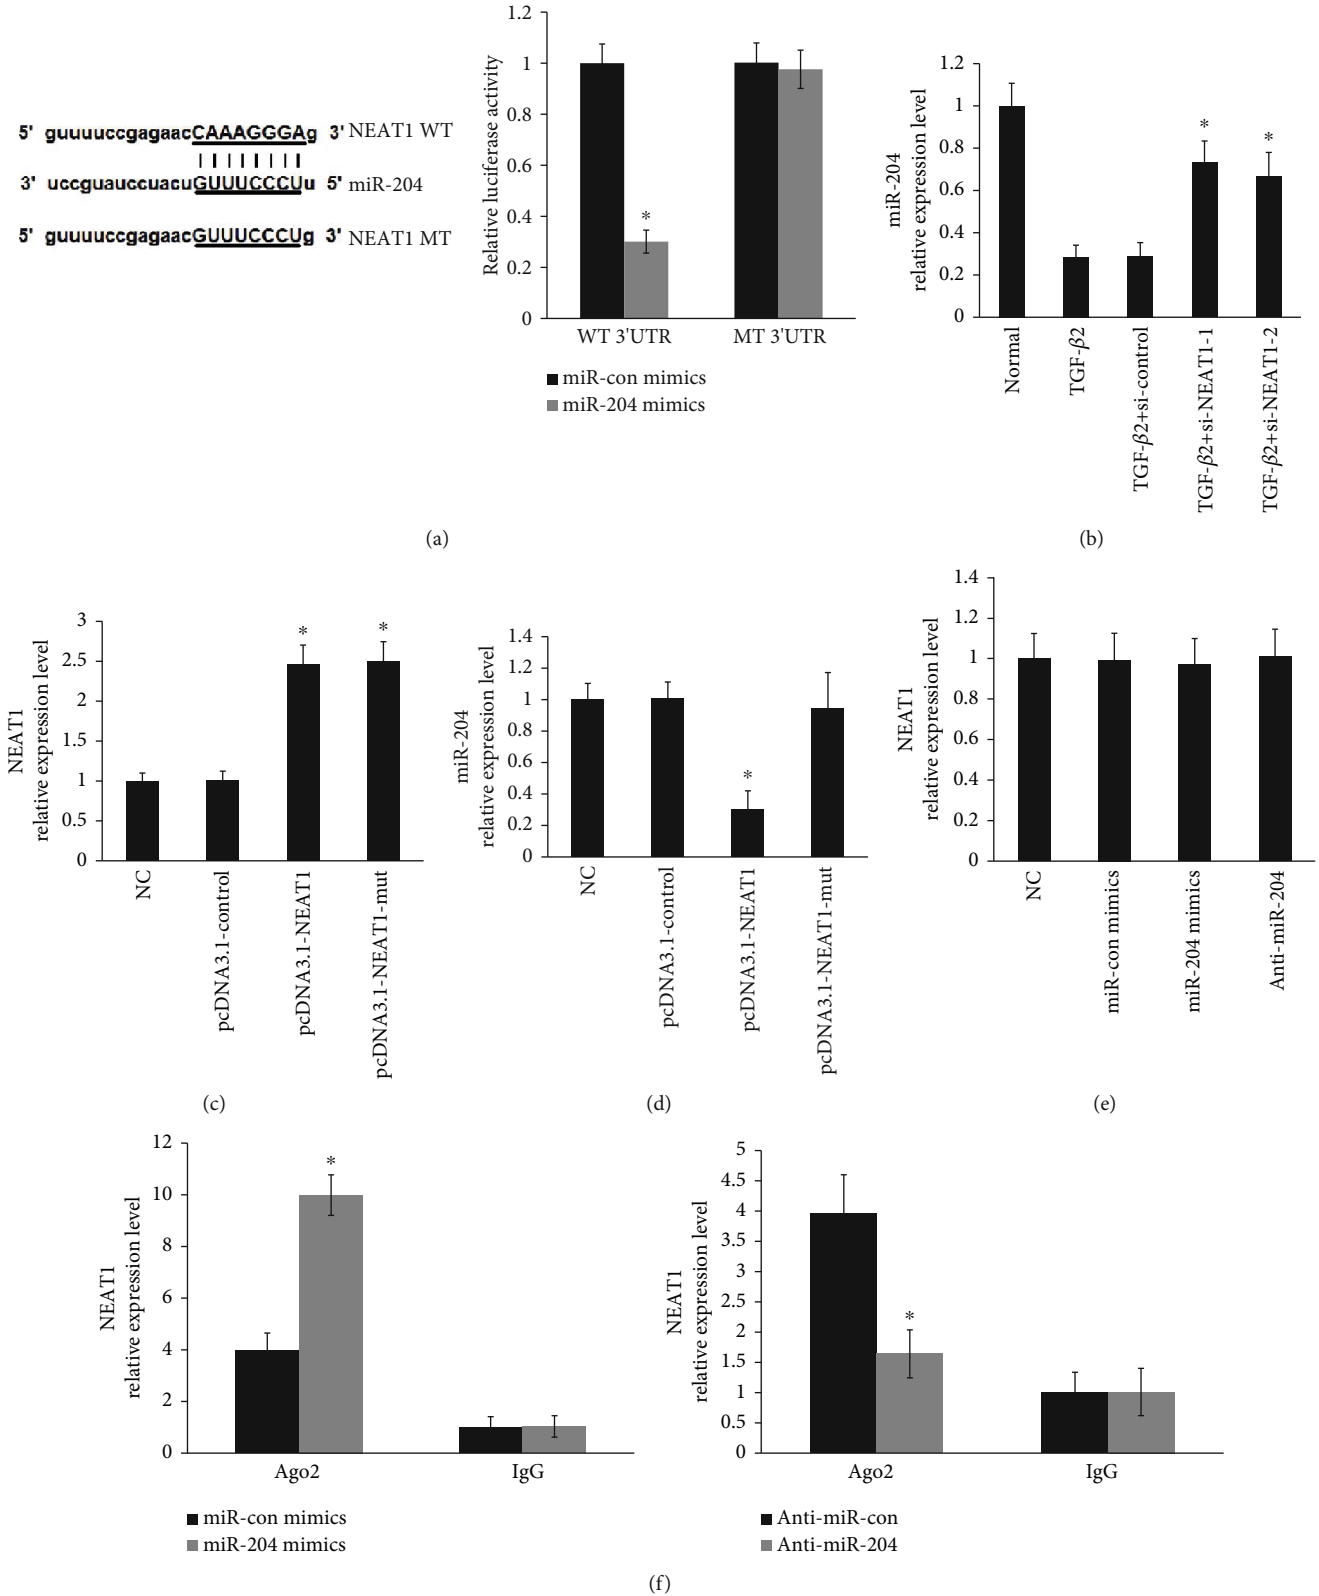 5' guuuuccgagaacCAAAGGGAg 3' NEAT1 WT
3' uccguauccuacuGUUUCCCUu 5' miR-204
5' guuuuccgagaacGUUUCCCUg 3' NEAT1 MT
Relative luciferase activity
1.2
1
0.8
0.6
0.4
0.2
0
*
WT 3'UTR
MT 3'UTR
miR-con mimics
miR-204 mimics
(a)
miR-204
relative expression level
1.2
1
0.8
0.6
0.4
0.2
0
*
*
Normal
TGF-β2
TGF-β2+si-control
TGF-β2+si-NEAT1-1
TGF-β2+si-NEAT1-2
(b)
NEAT1
relative expression level
3
2.5
2
1.5
1
0.5
0
*
*
NC
pcDNA3.1-control
pcDNA3.1-NEAT1
pcDNA3.1-NEAT1-mut
(c)
miR-204
relative expression level
1.4
1.2
1
0.8
0.6
0.4
0.2
0
*
NC
pcDNA3.1-control
pcDNA3.1-NEAT1
pcDNA3.1-NEAT1-mut
(d)
NEAT1
relative expression level
1.4
1.2
1
0.8
0.6
0.4
0.2
0
NC
miR-con mimics
miR-204 mimics
Anti-miR-204
(e)
NEAT1
relative expression level
12
10
8
6
4
2
0
*
Ago2
IgG
miR-con mimics
miR-204 mimics
NEAT1
relative expression level
5
4.5
4
3.5
3
2.5
2
1.5
1
0.5
0
*
Ago2
IgG
Anti-miR-con
Anti-miR-204
(f)